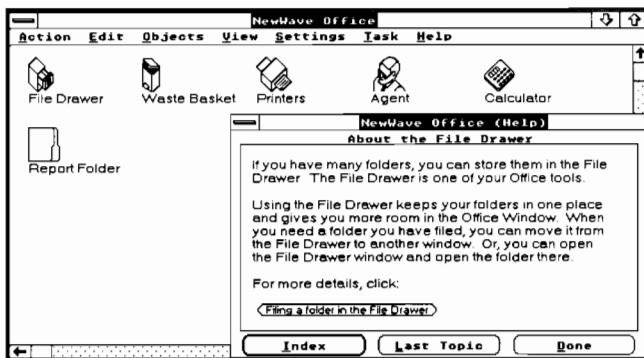 NewWave Office
Action Edit Objects View Settings Task Help
File Drawer Waste Basket Printers Agent Calculator
Report Folder
NewWave Office (Help)
About the File Drawer
If you have many folders, you can store them in the File
Drawer The File Drawer is one of your Office tools.
Using the File Drawer keeps your folders in one place
and gives you more room in the Office Window. When
you need a folder you have filed, you can move it from
the File Drawer to another window. Or, you can open
the File Drawer window and open the folder there.
For more details, click:
Filing a folder in the File Drawer
Index Last Topic Done